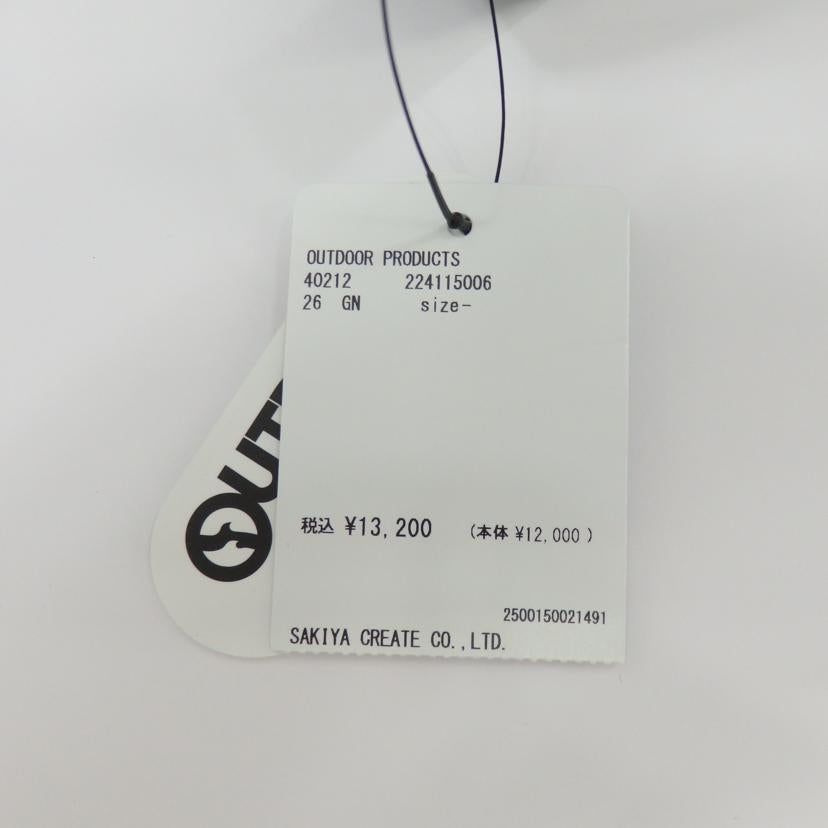 OUTDOOR PRODUCTS
40212 224115006
26 GN size-
税込 ¥13,200 (本体 ¥12,000 )
2500150021491
SAKIYA CREATE CO.,LTD.
OUT